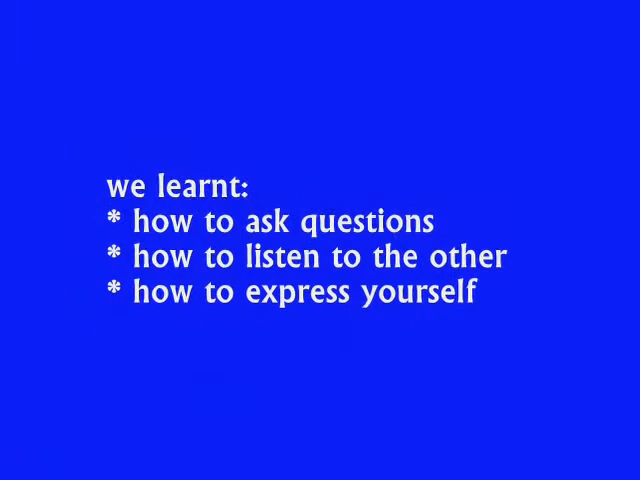 we learnt:
* how to ask questions
* how to listen to the other
* how to express yourself